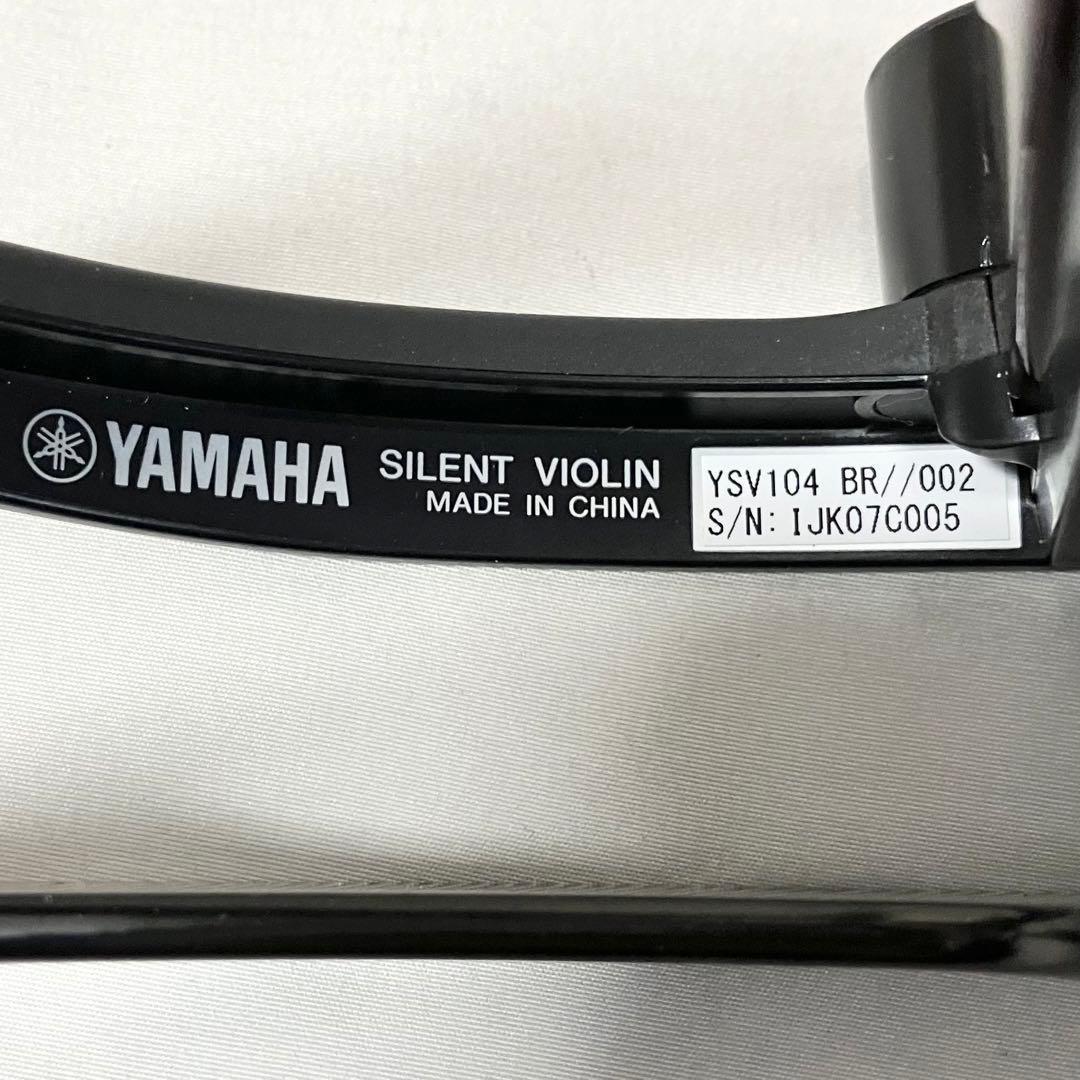 YAMAHA
SILENT VIOLIN
MADE IN CHINA
YSV104 BR//002
S/N: IJK07C005